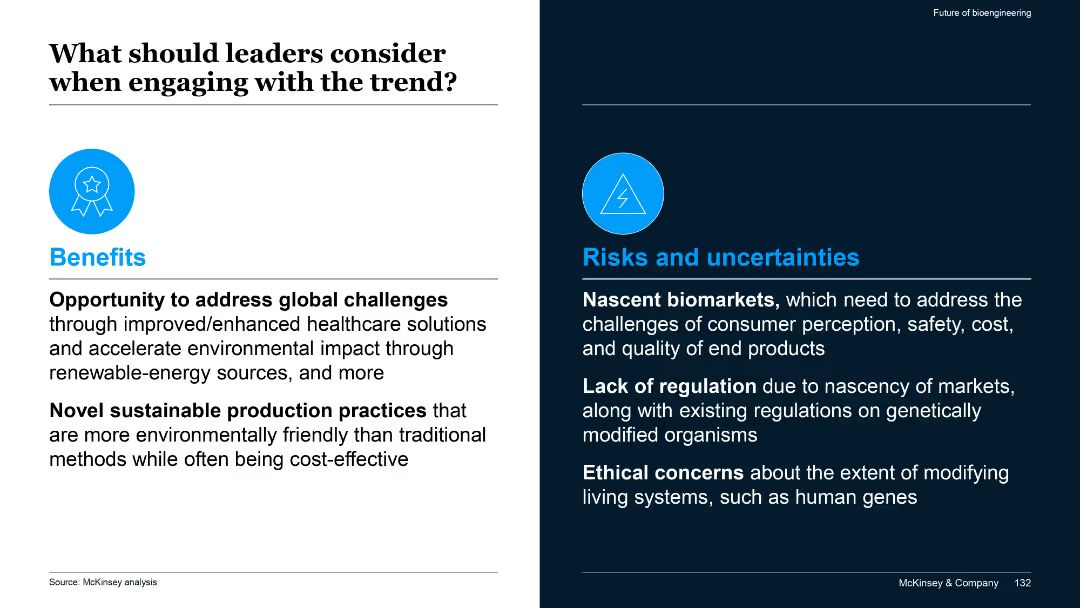 Future of bioengineering
What should leaders consider
when engaging with the trend?
Benefits
Opportunity to address global challenges
through improved/enhanced healthcare solutions
and accelerate environmental impact through
renewable-energy sources, and more
Novel sustainable production practices that
are more environmentally friendly than traditional
methods while often being cost-effective
Risks and uncertainties
Nascent biomarkets, which need to address the
challenges of consumer perception, safety, cost,
and quality of end products
Lack of regulation due to nascency of markets,
along with existing regulations on genetically
modified organisms
Ethical concerns about the extent of modifying
living systems, such as human genes
Source: McKinsey analysis
McKinsey & Company 132